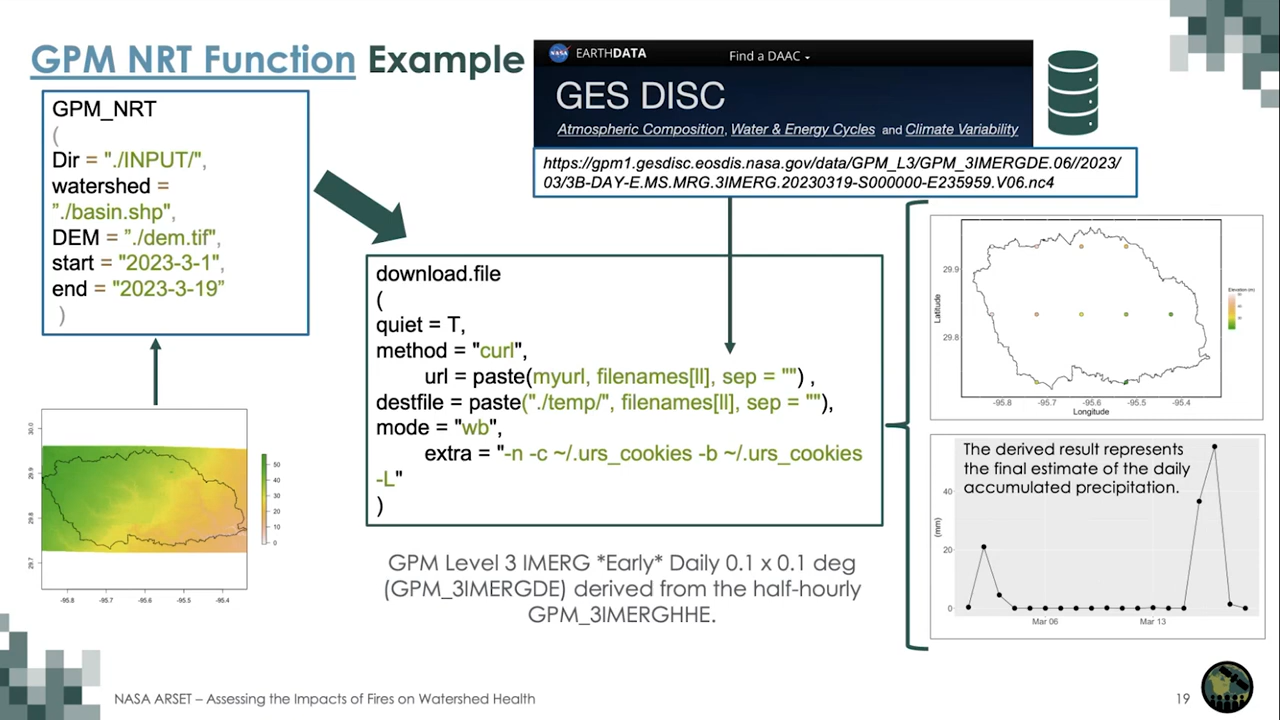 GPM NRT Function Example
EARTHDATA
Find a DAAC
GES DISC
Atmospheric Composition, Water & Energy Cycles and Climate Variability
https://gpm1.gesdisc.eosdis.nasa.gov/data/GPM_L3/GPM_3IMERGDE.06//2023/
03/3B-DAY-E.MS.MRG.3IMERG.20230319-S000000-E235959.V06.nc4
GPM_NRT
(
Dir = "./INPUT/",
watershed =
"./basin.shp",
DEM = "./dem.tif",
start = "2023-3-1",
end = "2023-3-19”
)
download.file
(
quiet = T,
method = "curl",
url = paste(myurl, filenames[ll], sep = "") ,
destfile = paste("./temp/", filenames[ll], sep = ""),
mode = "wb",
extra = "-n -c ~/.urs_cookies -b ~/.urs_cookies
-L"
)
GPM Level 3 IMERG *Early* Daily 0.1 x 0.1 deg
(GPM_3IMERGDE) derived from the half-hourly
GPM_3IMERGHHE.
30.0
29.9
29.8
29.7
-95.8 -95.7 -95.6 -95.5 -95.4
50
40
30
20
10
0
Latitude
29.9
29.8
-95.8 -95.7 -95.6 -95.5 -95.4
Longitude
Elevation (m)
The derived result represents
the final estimate of the daily
accumulated precipitation.
(mm)
40
20
0
Mar 06 Mar 13
NASA ARSET – Assessing the Impacts of Fires on Watershed Health
19